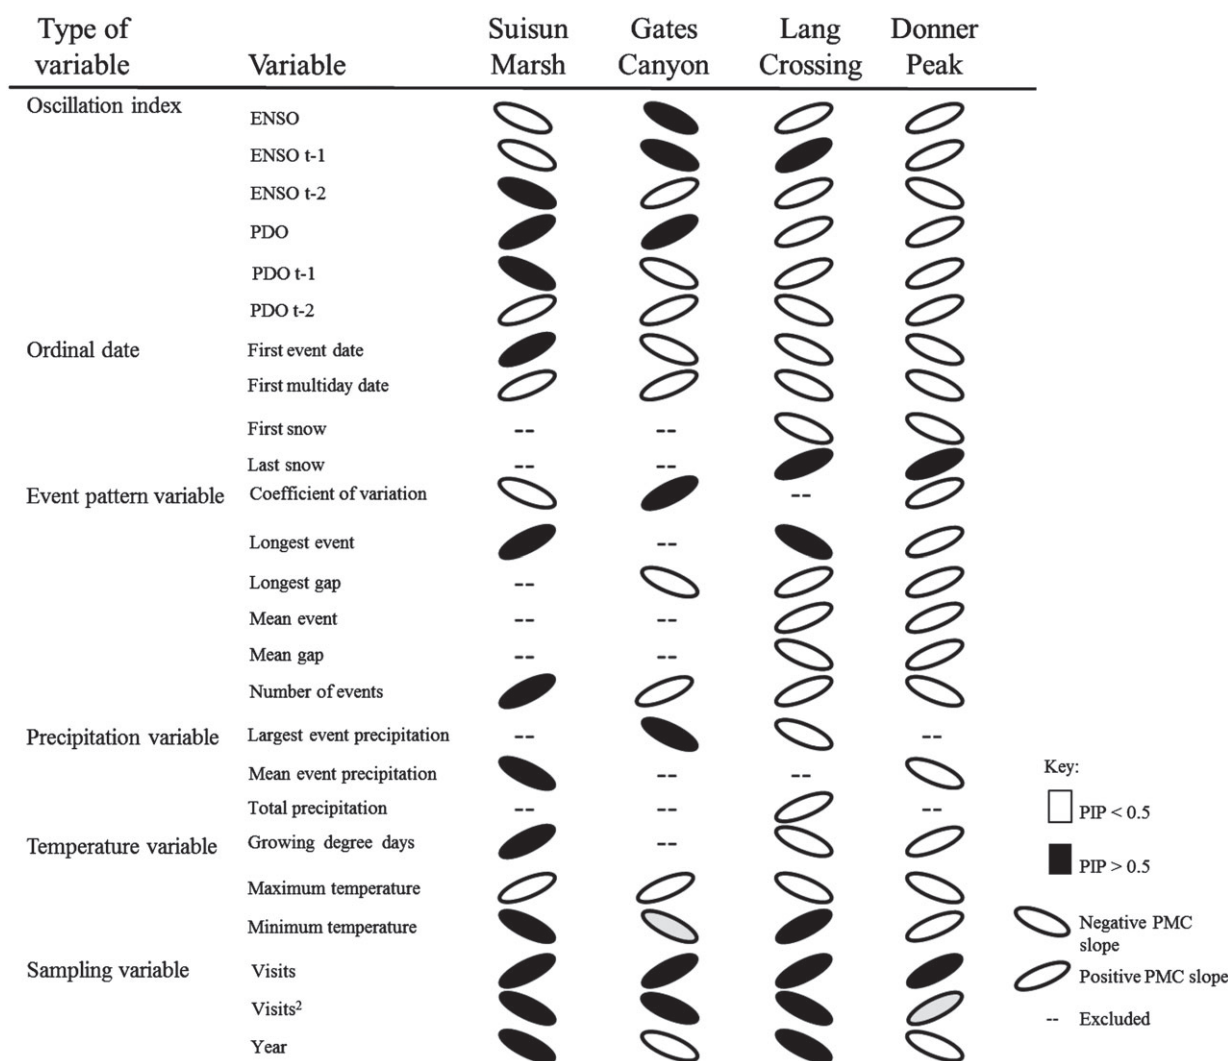 Type of variable Variable Suisun Marsh Gates Canyon Lang Crossing Donner Peak
Oscillation index
ENSO
ENSO t-1
ENSO t-2
PDO
PDO t-1
PDO t-2
Ordinal date First event date
First multiday date
First snow -- --
Last snow -- --
Event pattern variable Coefficient of variation --
Longest event --
Longest gap --
Mean event -- --
Mean gap -- --
Number of events
Precipitation variable Largest event precipitation -- --
Mean event precipitation -- --
Total precipitation -- -- --
Temperature variable Growing degree days --
Maximum temperature
Minimum temperature
Sampling variable Visits
Visits²
Year
Key:
PIP < 0.5
PIP > 0.5
Negative PMC
slope
Positive PMC slope
-- Excluded